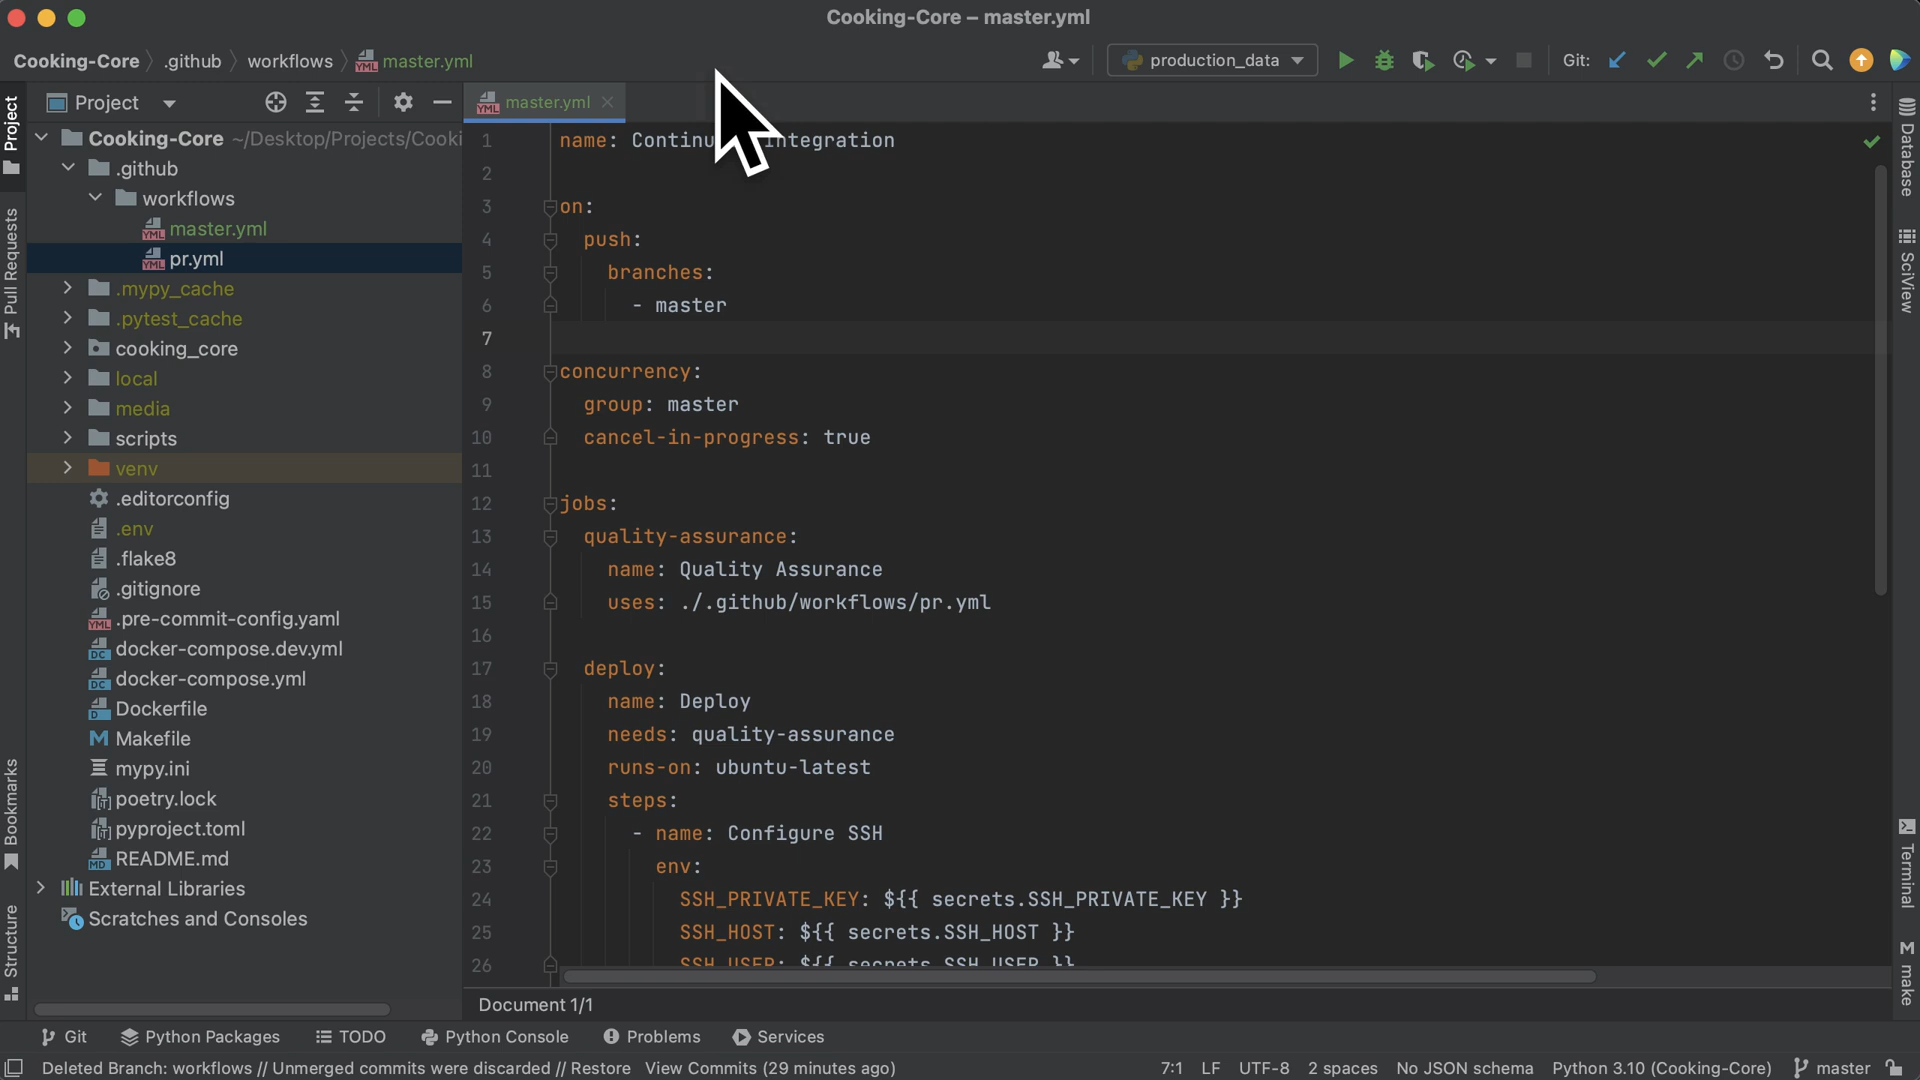 Cooking-Core – master.yml
Cooking-Core
.github
workflows
master.yml
production_data
Git:
Project
Project
master.yml
Cooking-Core ~/Desktop/Projects/Cooki
.github
workflows
master.yml
pr.yml
.mypy_cache
.pytest_cache
cooking_core
local
media
scripts
venv
.editorconfig
.env
.flake8
.gitignore
.pre-commit-config.yaml
docker-compose.dev.yml
docker-compose.yml
Dockerfile
Makefile
mypy.ini
poetry.lock
pyproject.toml
README.md
External Libraries
Scratches and Consoles
Pull Requests
Bookmarks
Structure
1 name: Continu ntegration
2
3 on:
4 push:
5 branches:
6 - master
7
8 concurrency:
9 group: master
10 cancel-in-progress: true
11
12 jobs:
13 quality-assurance:
14 name: Quality Assurance
15 uses: ./.github/workflows/pr.yml
16
17 deploy:
18 name: Deploy
19 needs: quality-assurance
20 runs-on: ubuntu-latest
21 steps:
22 - name: Configure SSH
23 env:
24 SSH_PRIVATE_KEY: ${{ secrets.SSH_PRIVATE_KEY }}
25 SSH_HOST: ${{ secrets.SSH_HOST }}
26 SSH_USER: ${{ secrets.SSH_USER }}
Document 1/1
Database
SciView
Terminal
make
Git
Python Packages
TODO
Python Console
Problems
Services
Deleted Branch: workflows // Unmerged commits were discarded // Restore View Commits (29 minutes ago)
7:1 LF UTF-8 2 spaces No JSON schema Python 3.10 (Cooking-Core) master